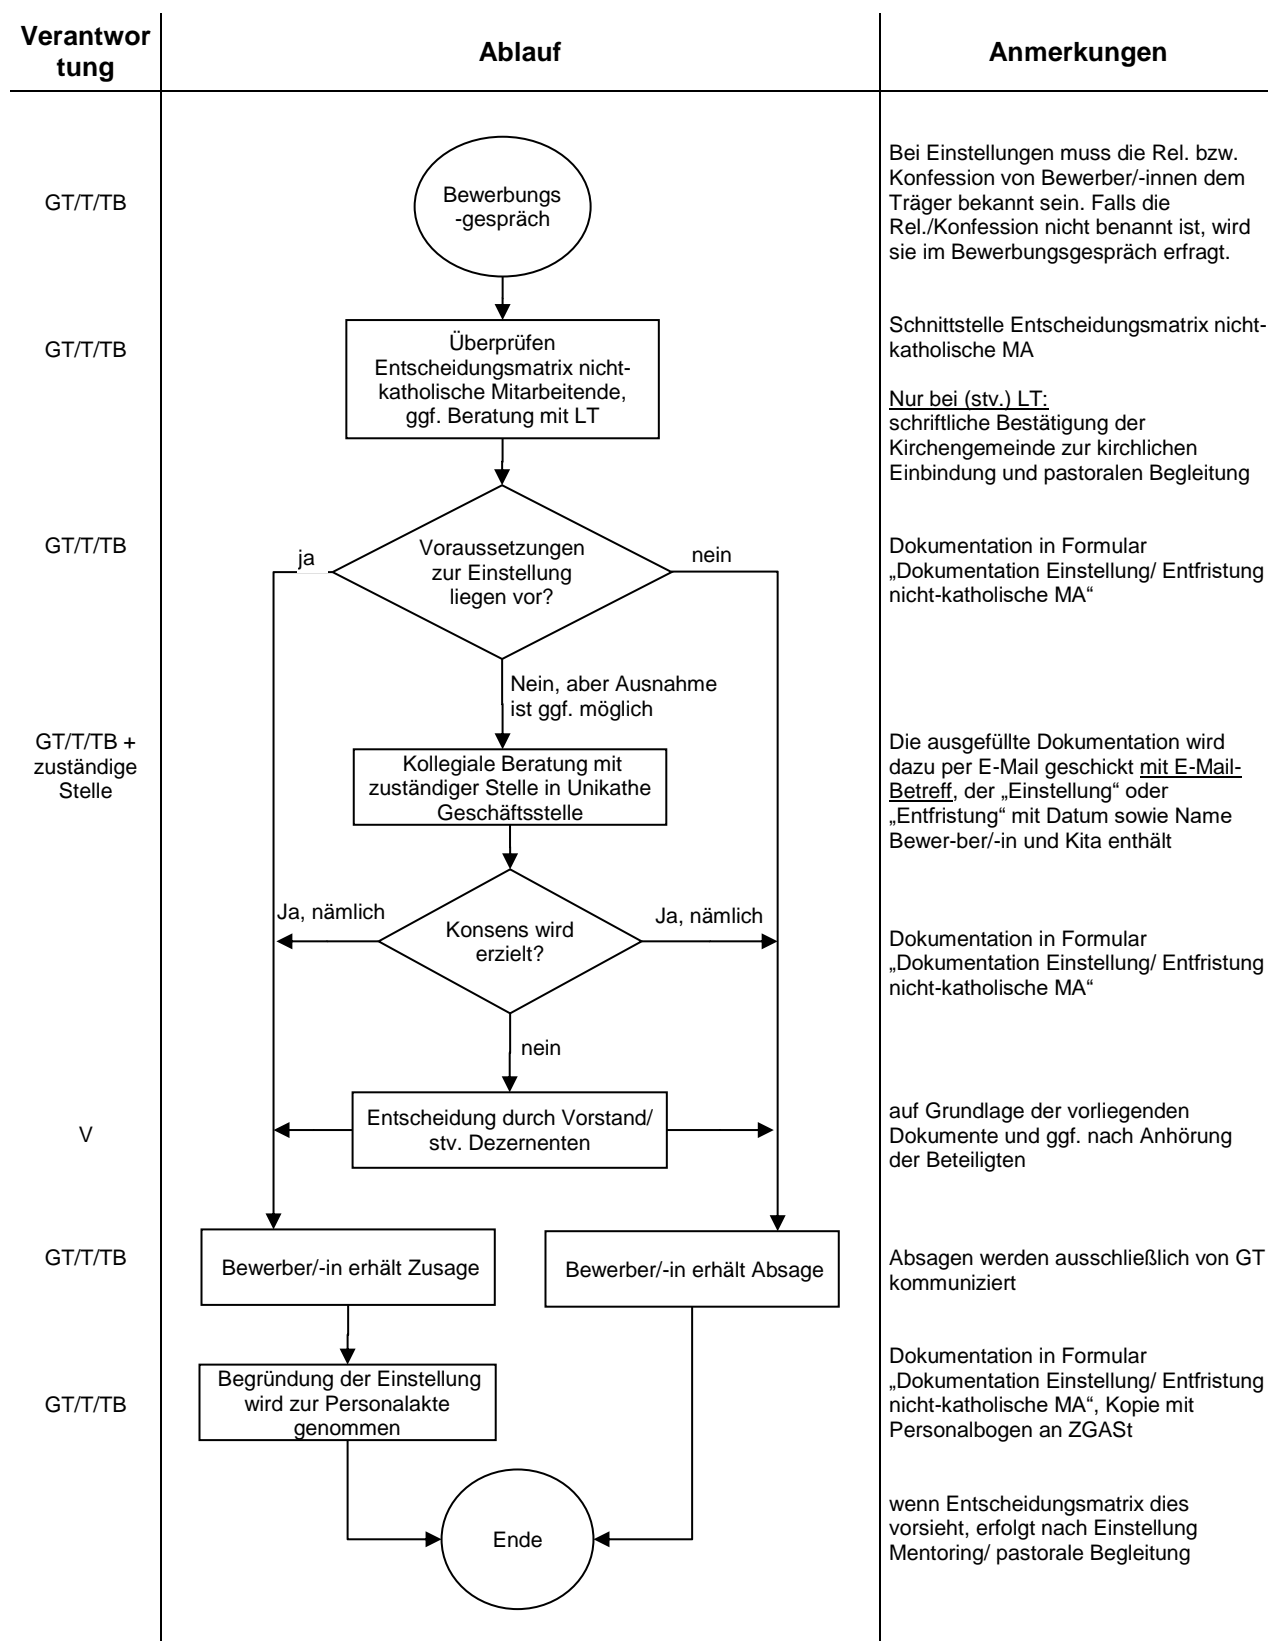 Verantwor
tung
Ablauf
Anmerkungen
GT/T/TB
Bewerbungs
-gespräch
Bei Einstellungen muss die Rel. bzw.
Konfession von Bewerber/-innen dem
Träger bekannt sein. Falls die
Rel./Konfession nicht benannt ist, wird
sie im Bewerbungsgespräch erfragt.
GT/T/TB
Überprüfen
Entscheidungsmatrix nicht-
katholische Mitarbeitende,
ggf. Beratung mit LT
Schnittstelle Entscheidungsmatrix nicht-
katholische MA
Nur bei (stv.) LT:
schriftliche Bestätigung der
Kirchengemeinde zur kirchlichen
Einbindung und pastoralen Begleitung
GT/T/TB
ja
Voraussetzungen
zur Einstellung
liegen vor?
nein
Dokumentation in Formular
„Dokumentation Einstellung/ Entfristung
nicht-katholische MA“
Nein, aber Ausnahme
ist ggf. möglich
GT/T/TB +
zuständige
Stelle
Kollegiale Beratung mit
zuständiger Stelle in Unikathe
Geschäftsstelle
Die ausgefüllte Dokumentation wird
dazu per E-Mail geschickt mit E-Mail-
Betreff, der „Einstellung“ oder
„Entfristung“ mit Datum sowie Name
Bewer-ber/-in und Kita enthält
Ja, nämlich
Konsens wird
erzielt?
Ja, nämlich
Dokumentation in Formular
„Dokumentation Einstellung/ Entfristung
nicht-katholische MA“
nein
V
Entscheidung durch Vorstand/
stv. Dezernenten
auf Grundlage der vorliegenden
Dokumente und ggf. nach Anhörung
der Beteiligten
GT/T/TB
Bewerber/-in erhält Zusage
Bewerber/-in erhält Absage
Absagen werden ausschließlich von GT
kommuniziert
GT/T/TB
Begründung der Einstellung
wird zur Personalakte
genommen
Dokumentation in Formular
„Dokumentation Einstellung/ Entfristung
nicht-katholische MA“, Kopie mit
Personalbogen an ZGASt
Ende
wenn Entscheidungsmatrix dies
vorsieht, erfolgt nach Einstellung
Mentoring/ pastorale Begleitung